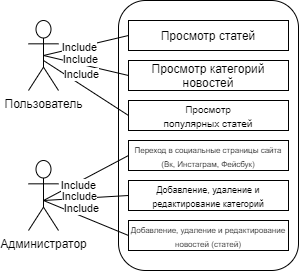 Просмотр статей
Include
Include
Просмотр категорий
новостей
Include
Пользователь
Просмотр
популярных статей
Переход в социальные страницы сайта
(Вк, Инстаграм, Фейсбук)
Include
Include
Include
Добавление, удаление и
редактирование категорий
Администратор
Добавление, удаление и редактирование
новостей (статей)